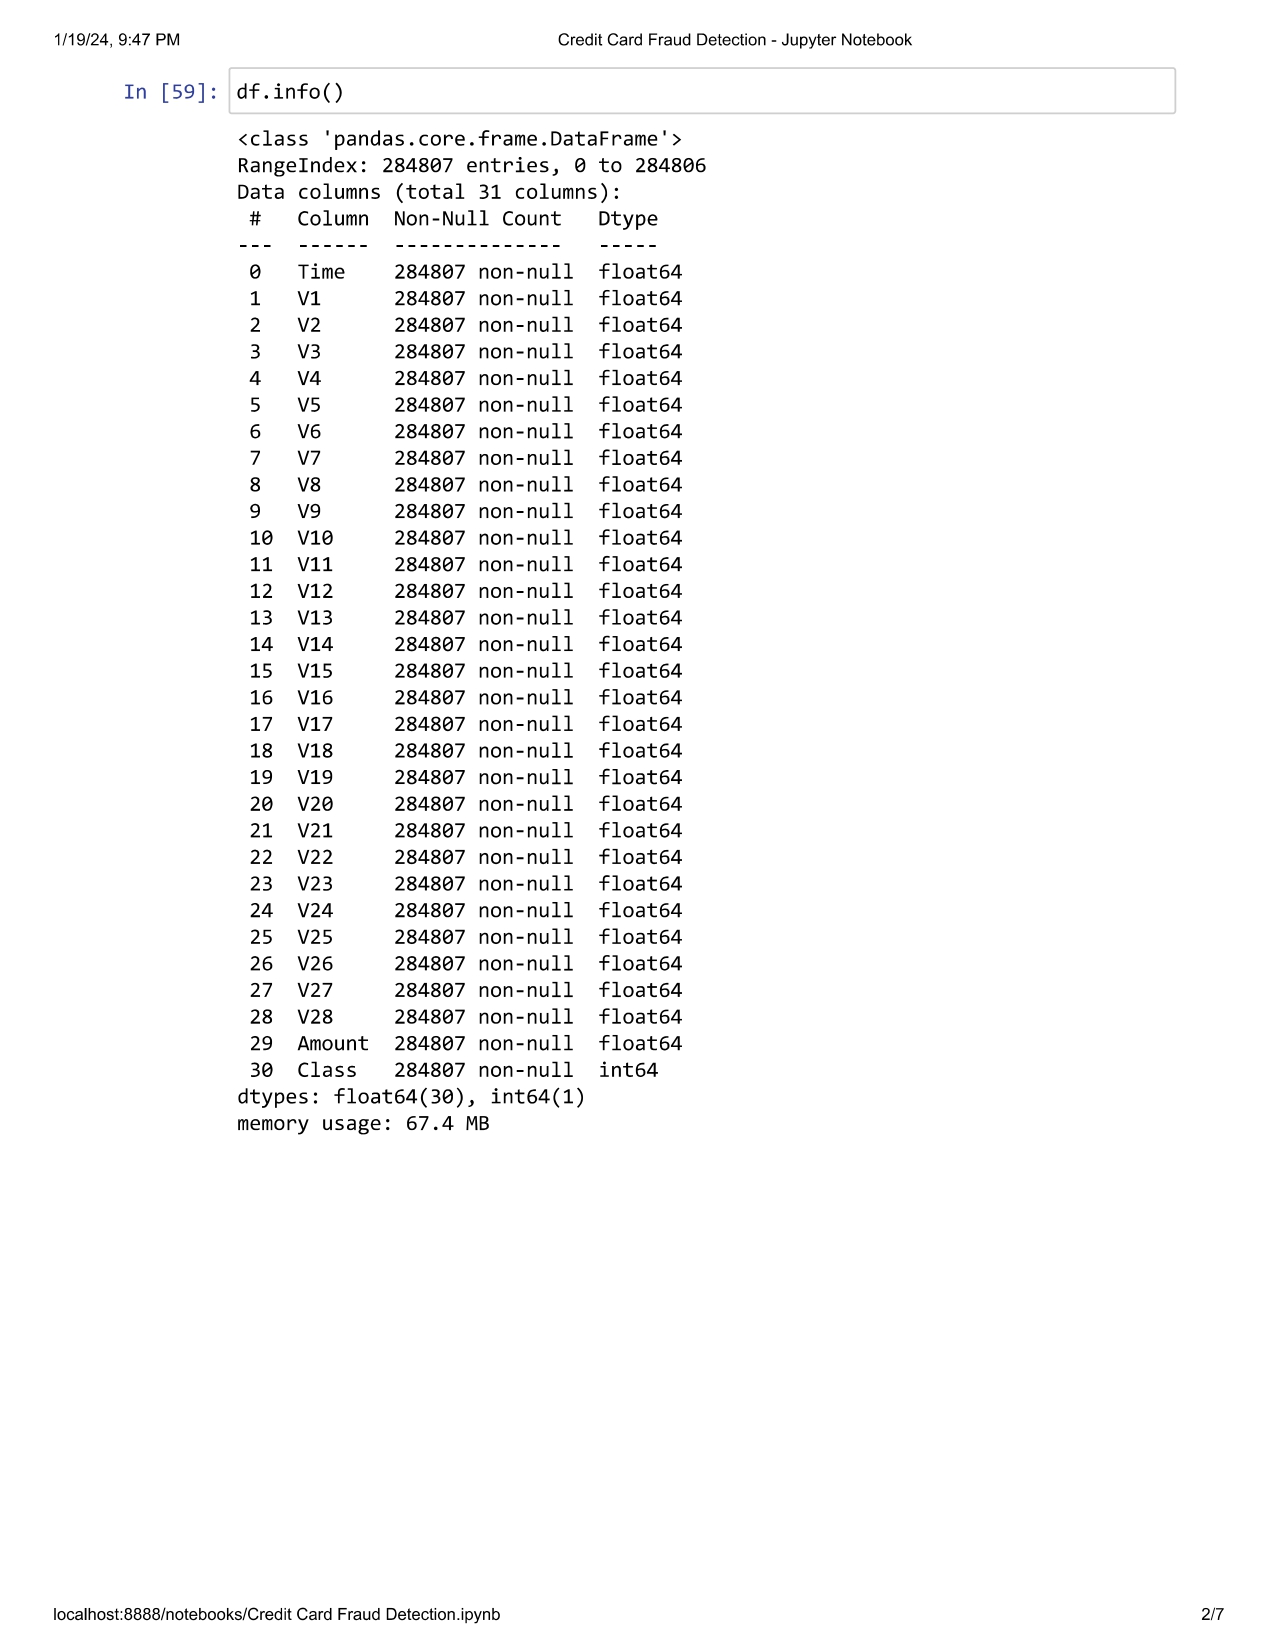 1/19/24, 9:47 PM Credit Card Fraud Detection - Jupyter Notebook
In [59]: df.info()
<class 'pandas.core.frame.DataFrame'>
RangeIndex: 284807 entries, 0 to 284806
Data columns (total 31 columns):
 #   Column  Non-Null Count   Dtype
---  ------  --------------   -----
 0   Time    284807 non-null  float64
 1   V1      284807 non-null  float64
 2   V2      284807 non-null  float64
 3   V3      284807 non-null  float64
 4   V4      284807 non-null  float64
 5   V5      284807 non-null  float64
 6   V6      284807 non-null  float64
 7   V7      284807 non-null  float64
 8   V8      284807 non-null  float64
 9   V9      284807 non-null  float64
 10  V10     284807 non-null  float64
 11  V11     284807 non-null  float64
 12  V12     284807 non-null  float64
 13  V13     284807 non-null  float64
 14  V14     284807 non-null  float64
 15  V15     284807 non-null  float64
 16  V16     284807 non-null  float64
 17  V17     284807 non-null  float64
 18  V18     284807 non-null  float64
 19  V19     284807 non-null  float64
 20  V20     284807 non-null  float64
 21  V21     284807 non-null  float64
 22  V22     284807 non-null  float64
 23  V23     284807 non-null  float64
 24  V24     284807 non-null  float64
 25  V25     284807 non-null  float64
 26  V26     284807 non-null  float64
 27  V27     284807 non-null  float64
 28  V28     284807 non-null  float64
 29  Amount  284807 non-null  float64
 30  Class   284807 non-null  int64
dtypes: float64(30), int64(1)
memory usage: 67.4 MB
localhost:8888/notebooks/Credit Card Fraud Detection.ipynb 2/7